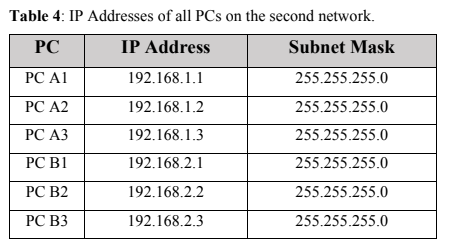 Table 4: IP Addresses of all PCs on the second network.
PC IP Address Subnet Mask
PC A1 192.168.1.1 255.255.255.0
PC A2 192.168.1.2 255.255.255.0
PC A3 192.168.1.3 255.255.255.0
PC B1 192.168.2.1 255.255.255.0
PC B2 192.168.2.2 255.255.255.0
PC B3 192.168.2.3 255.255.255.0